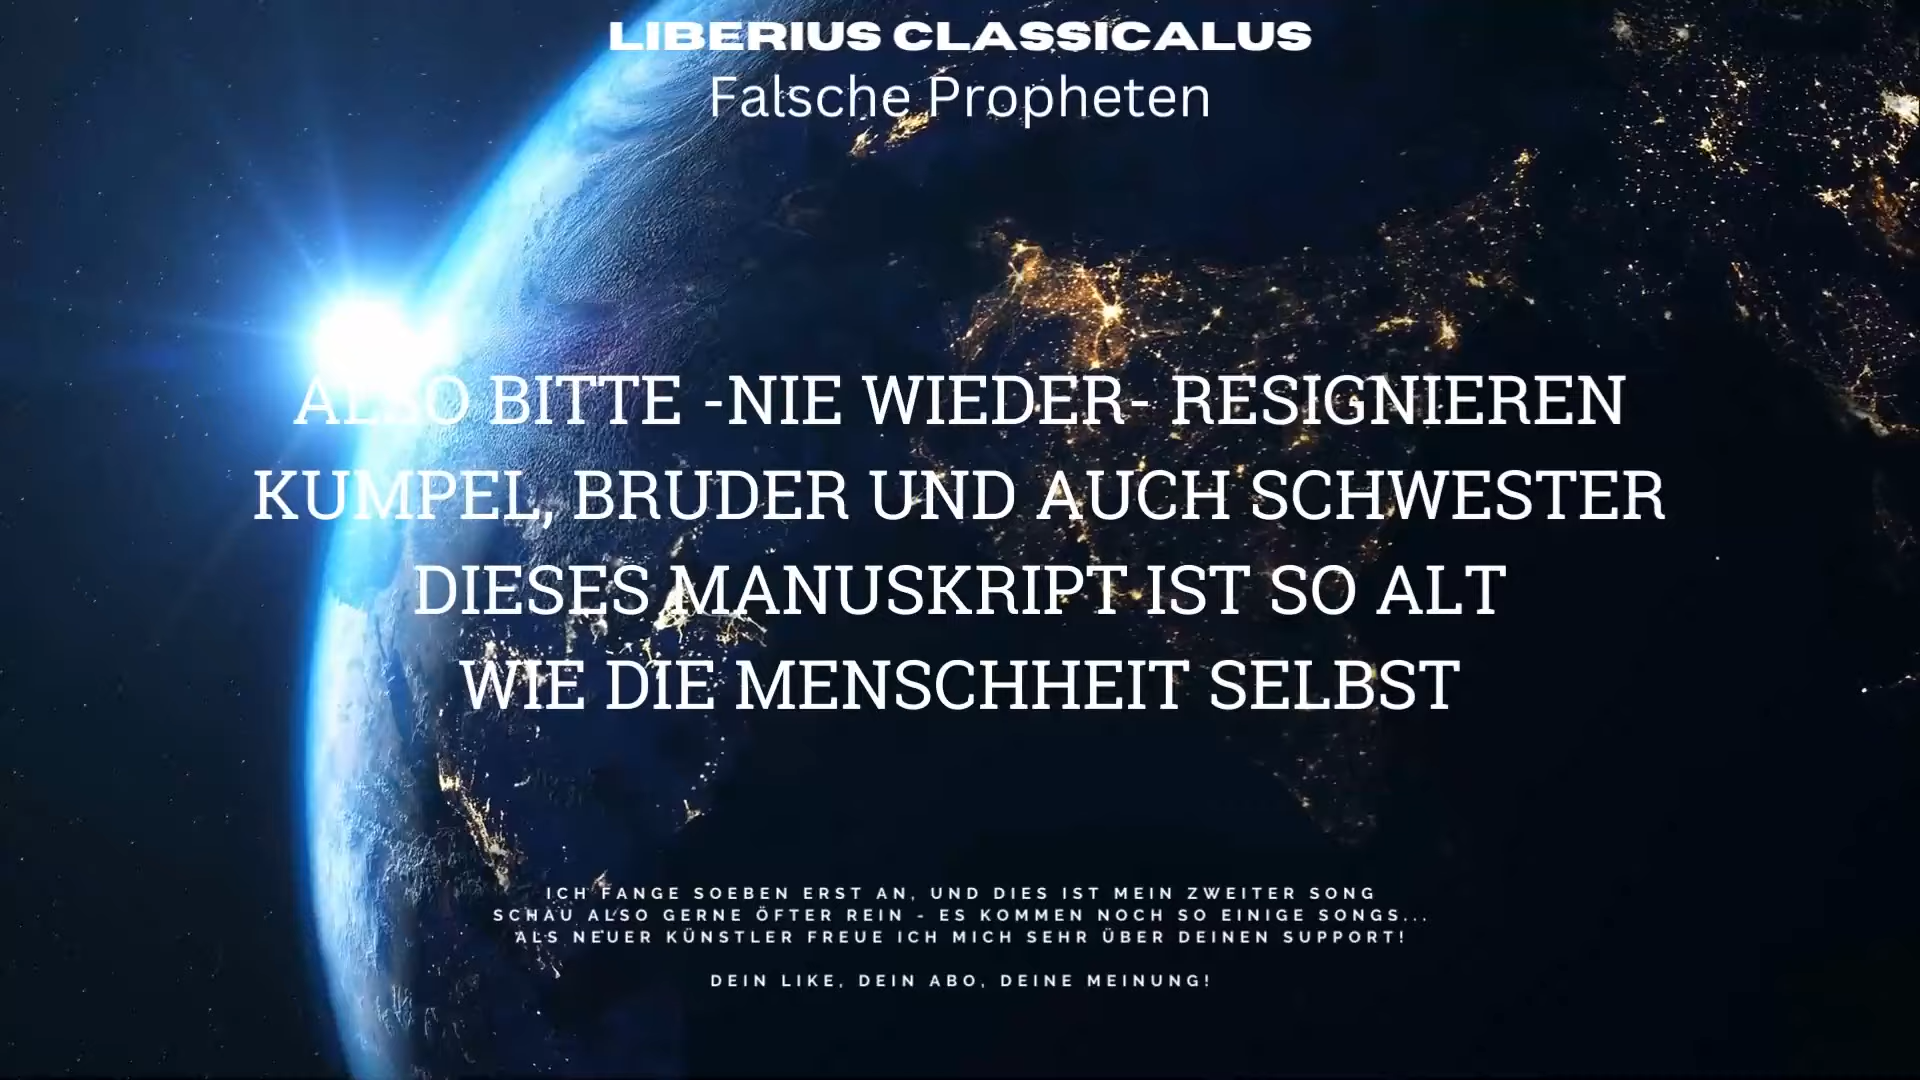 LIBERIUS CLASSICALUS
Falsche Propheten
ALSO BITTE -NIE WIEDER- RESIGNIEREN
KUMPEL, BRUDER UND AUCH SCHWESTER
DIESES MANUSKRIPT IST SO ALT
WIE DIE MENSCHHEIT SELBST
ICH FANGE SOEBEN ERST AN, UND DIES IST MEIN ZWEITER SONG
SCHAU ALSO GERNE ÖFTER REIN - ES KOMMEN NOCH SO EINIGE SONGS...
ALS NEUER KÜNSTLER FREUE ICH MICH SEHR ÜBER DEINEN SUPPORT!
DEIN LIKE, DEIN ABO, DEINE MEINUNG!